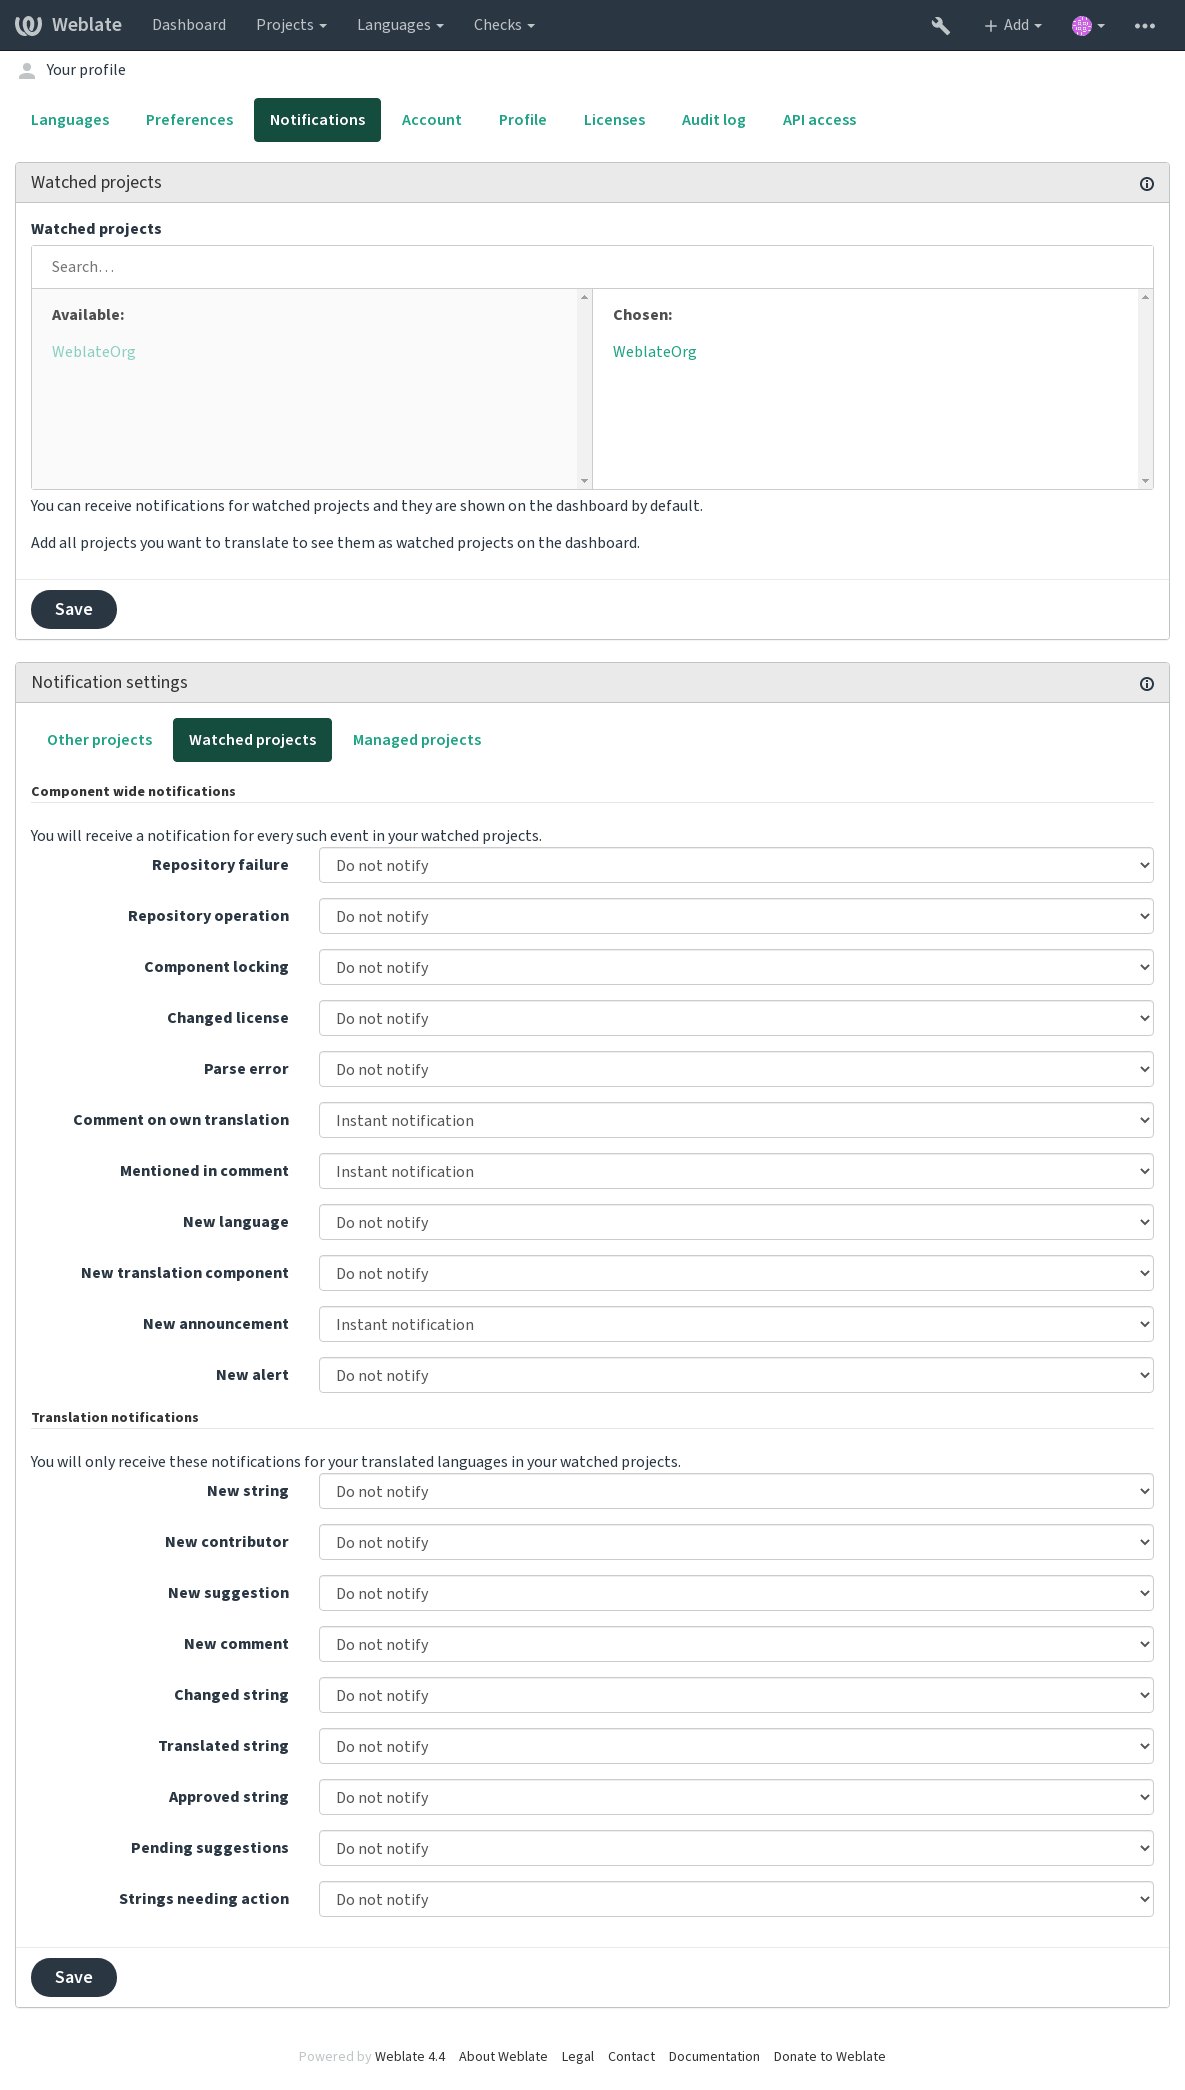 Weblate Dashboard Projects Languages Checks Add
Your profile
Languages Preferences Notifications Account Profile Licenses Audit log API access
Watched projects
Watched projects
Search…
Available:
WeblateOrg
Chosen:
WeblateOrg
You can receive notifications for watched projects and they are shown on the dashboard by default.
Add all projects you want to translate to see them as watched projects on the dashboard.
Save
Notification settings
Other projects Watched projects Managed projects
Component wide notifications
You will receive a notification for every such event in your watched projects.
Repository failure Do not notify
Repository operation Do not notify
Component locking Do not notify
Changed license Do not notify
Parse error Do not notify
Comment on own translation Instant notification
Mentioned in comment Instant notification
New language Do not notify
New translation component Do not notify
New announcement Instant notification
New alert Do not notify
Translation notifications
You will only receive these notifications for your translated languages in your watched projects.
New string Do not notify
New contributor Do not notify
New suggestion Do not notify
New comment Do not notify
Changed string Do not notify
Translated string Do not notify
Approved string Do not notify
Pending suggestions Do not notify
Strings needing action Do not notify
Save
Powered by Weblate 4.4 About Weblate Legal Contact Documentation Donate to Weblate